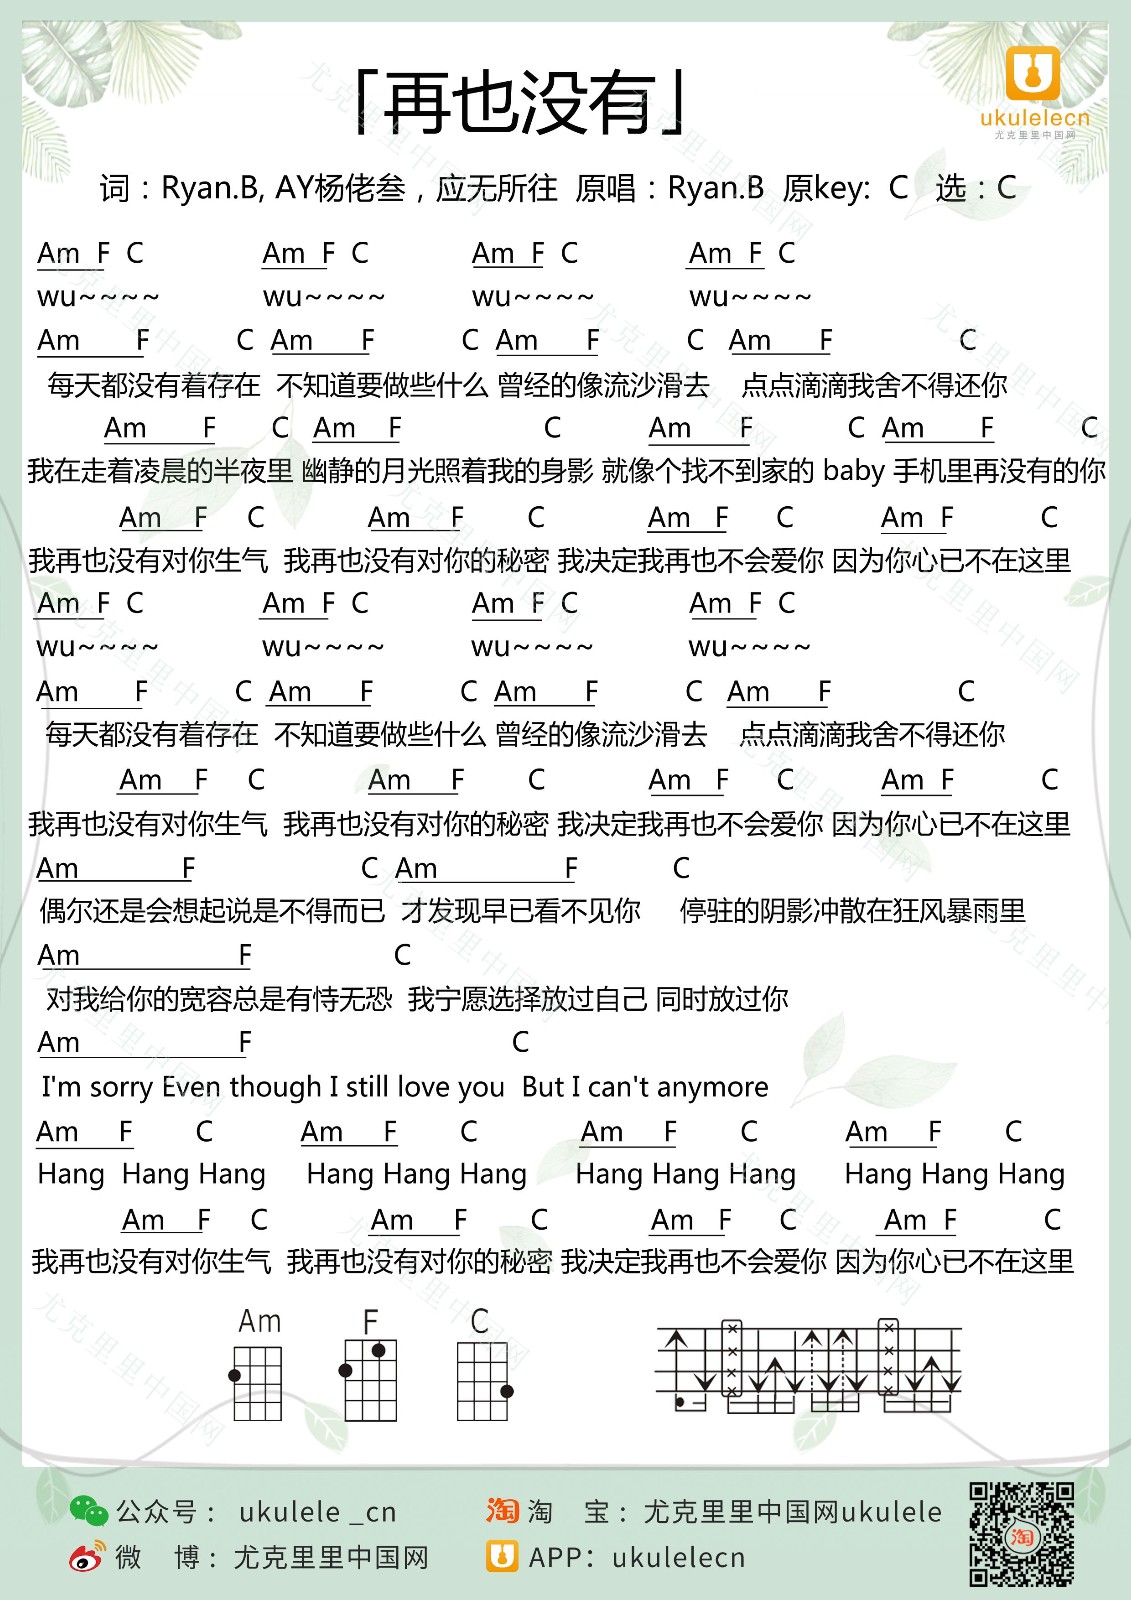 「再也没有」
ukulelecn
尤克里里中国网
词：Ryan.B, AY杨佬叁，应无所往 原唱：Ryan.B 原key: C 选：C
Am F C Am F C Am F C Am F C
wu~~~~ wu~~~~ wu~~~~ wu~~~~
Am F C Am F C Am F C Am F C
每天都没有着存在 不知道要做些什么 曾经的像流沙滑去 点点滴滴我舍不得还你
Am F C Am F C Am F C Am F C
我在走着凌晨的半夜里 幽静的月光照着我的身影 就像个找不到家的 baby 手机里再没有的你
Am F C Am F C Am F C Am F C
我再也没有对你生气 我再也没有对你的秘密 我决定我再也不会爱你 因为你心已不在这里
Am F C Am F C Am F C Am F C
wu~~~~ wu~~~~ wu~~~~ wu~~~~
Am F C Am F C Am F C Am F C
每天都没有着存在 不知道要做些什么 曾经的像流沙滑去 点点滴滴我舍不得还你
Am F C Am F C Am F C Am F C
我再也没有对你生气 我再也没有对你的秘密 我决定我再也不会爱你 因为你心已不在这里
Am F C Am F C
偶尔还是会想起说是不得而已 才发现早已看不见你 停驻的阴影冲散在狂风暴雨里
Am F C
对我给你的宽容总是有恃无恐 我宁愿选择放过自己 同时放过你
Am F C
I'm sorry Even though I still love you But I can't anymore
Am F C Am F C Am F C Am F C
Hang Hang Hang Hang Hang Hang Hang Hang Hang Hang Hang Hang
Am F C Am F C Am F C Am F C
我再也没有对你生气 我再也没有对你的秘密 我决定我再也不会爱你 因为你心已不在这里
Am F C
公众号： ukulele _cn
淘 淘 宝：尤克里里中国网ukulele
微 博：尤克里里中国网
APP：ukulelecn
淘